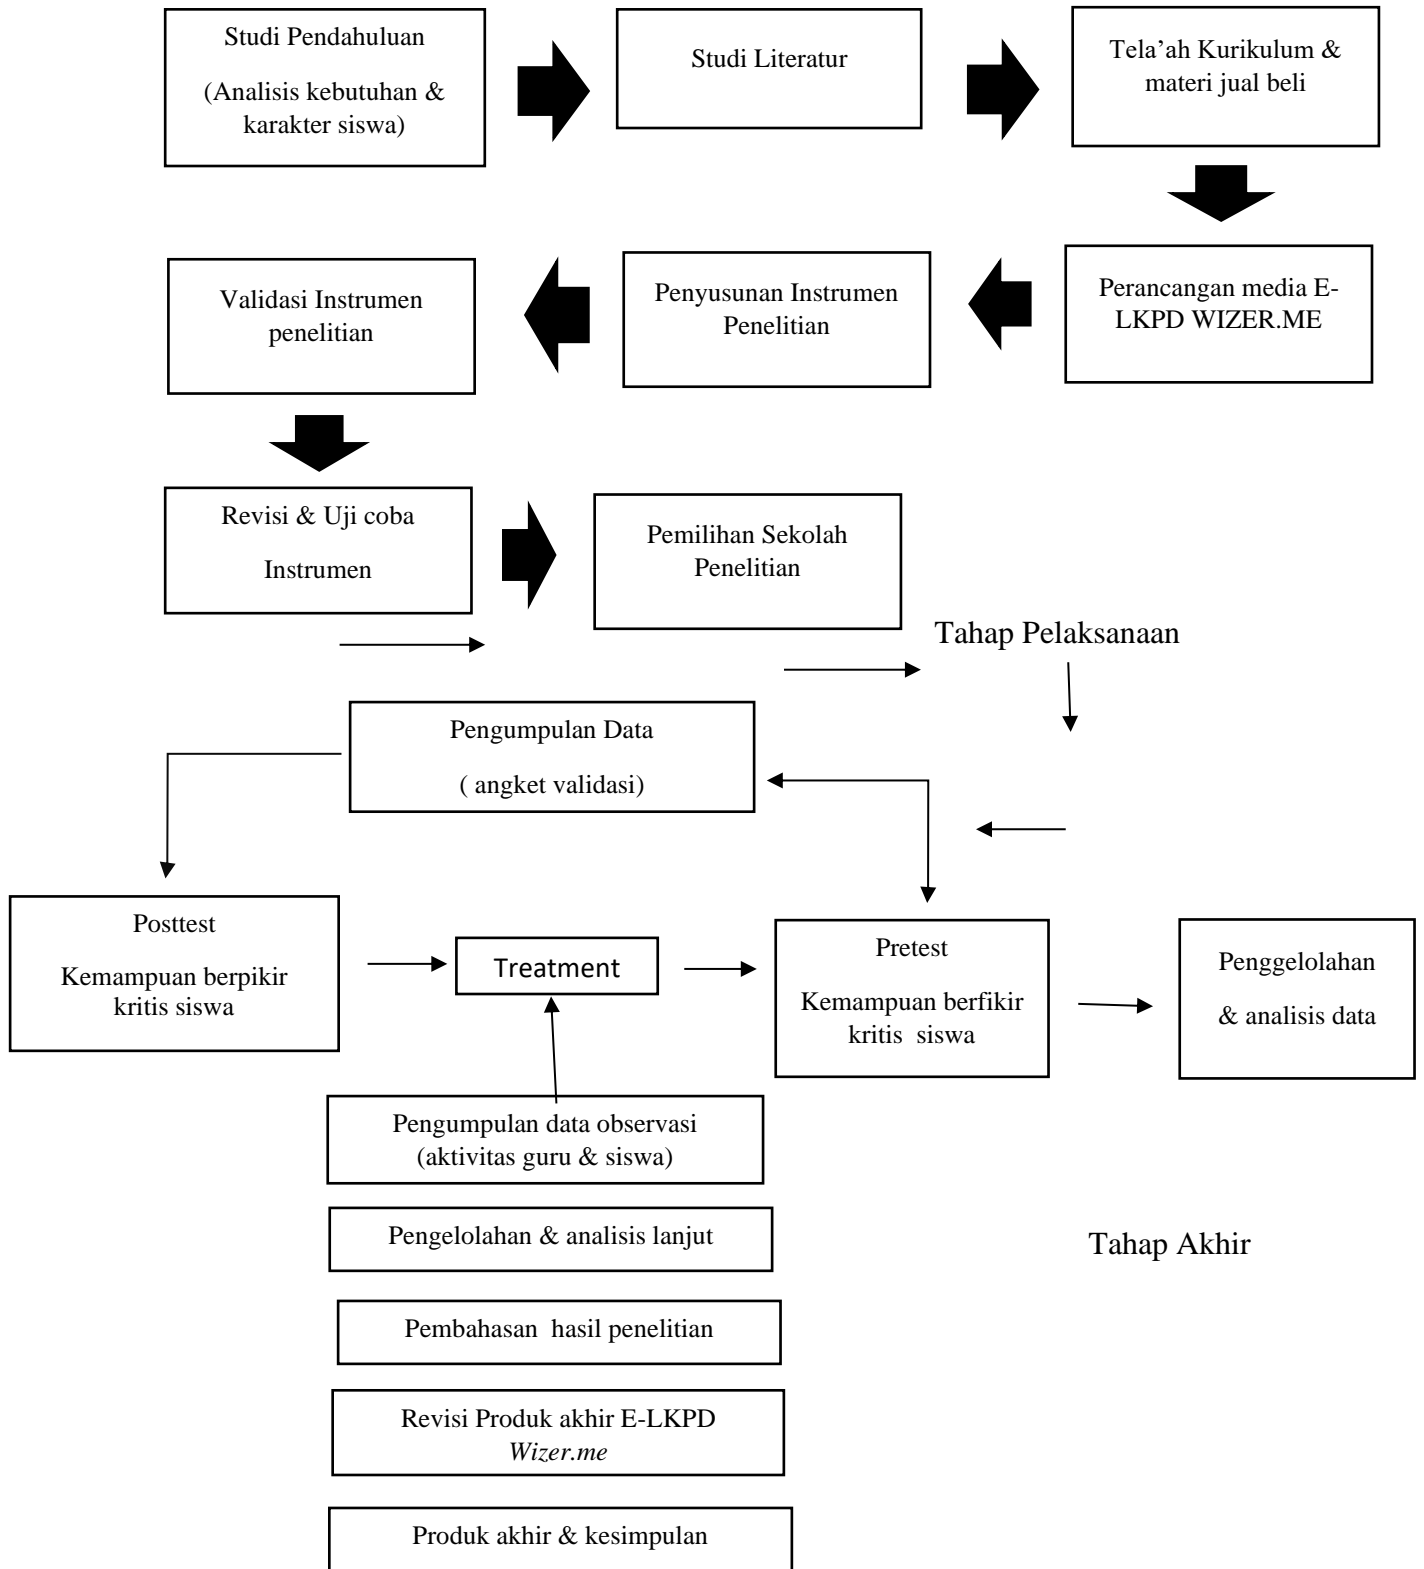 Studi Pendahuluan
(Analisis kebutuhan &
karakter siswa)
Studi Literatur
Tela’ah Kurikulum &
materi jual beli
Validasi Instrumen
penelitian
Penyusunan Instrumen
Penelitian
Perancangan media E-
LKPD WIZER.ME
Revisi & Uji coba
Instrumen
Pemilihan Sekolah
Penelitian
Tahap Pelaksanaan
Pengumpulan Data
( angket validasi)
Posttest
Kemampuan berpikir
kritis siswa
Treatment
Pretest
Kemampuan berfikir
kritis siswa
Penggelolahan
& analisis data
Pengumpulan data observasi
(aktivitas guru & siswa)
Pengelolahan & analisis lanjut
Tahap Akhir
Pembahasan hasil penelitian
Revisi Produk akhir E-LKPD
Wizer.me
Produk akhir & kesimpulan